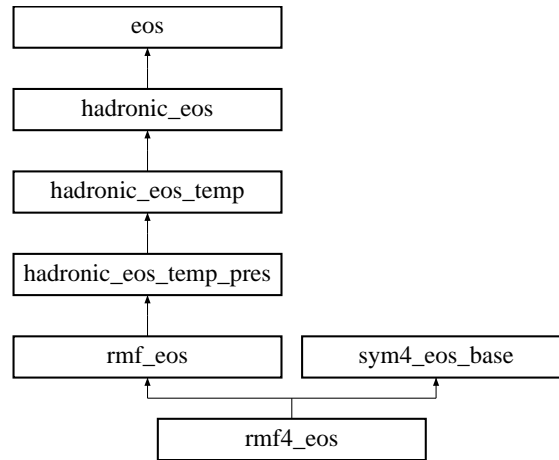 eos
hadronic_eos
hadronic_eos_temp
hadronic_eos_temp_pres
rmf_eos
sym4_eos_base
rmf4_eos